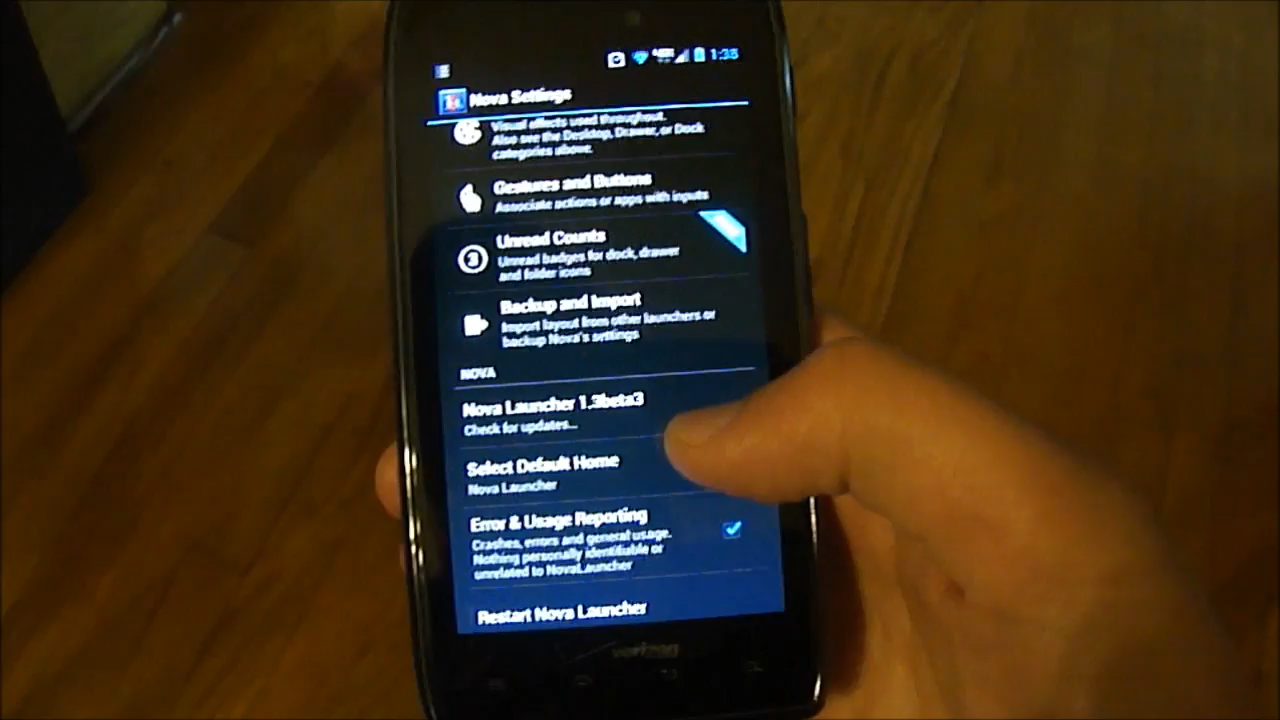 1:35
Nova Settings
Visual effects used throughout.
Also see the Desktop, Drawer, or Dock
categories above.
Gestures and Buttons
Associate actions or apps with inputs
Unread Counts
Unread badges for dock, drawer
and folder icons
Backup and Import
Import layout from other launchers or
backup Nova's settings
NOVA
Nova Launcher 1.3beta3
Check for updates...
Select Default Home
Nova Launcher
Error & Usage Reporting
Crashes, errors and general usage.
Nothing personally identifiable or
unrelated to NovaLauncher
Restart Nova Launcher
verizon